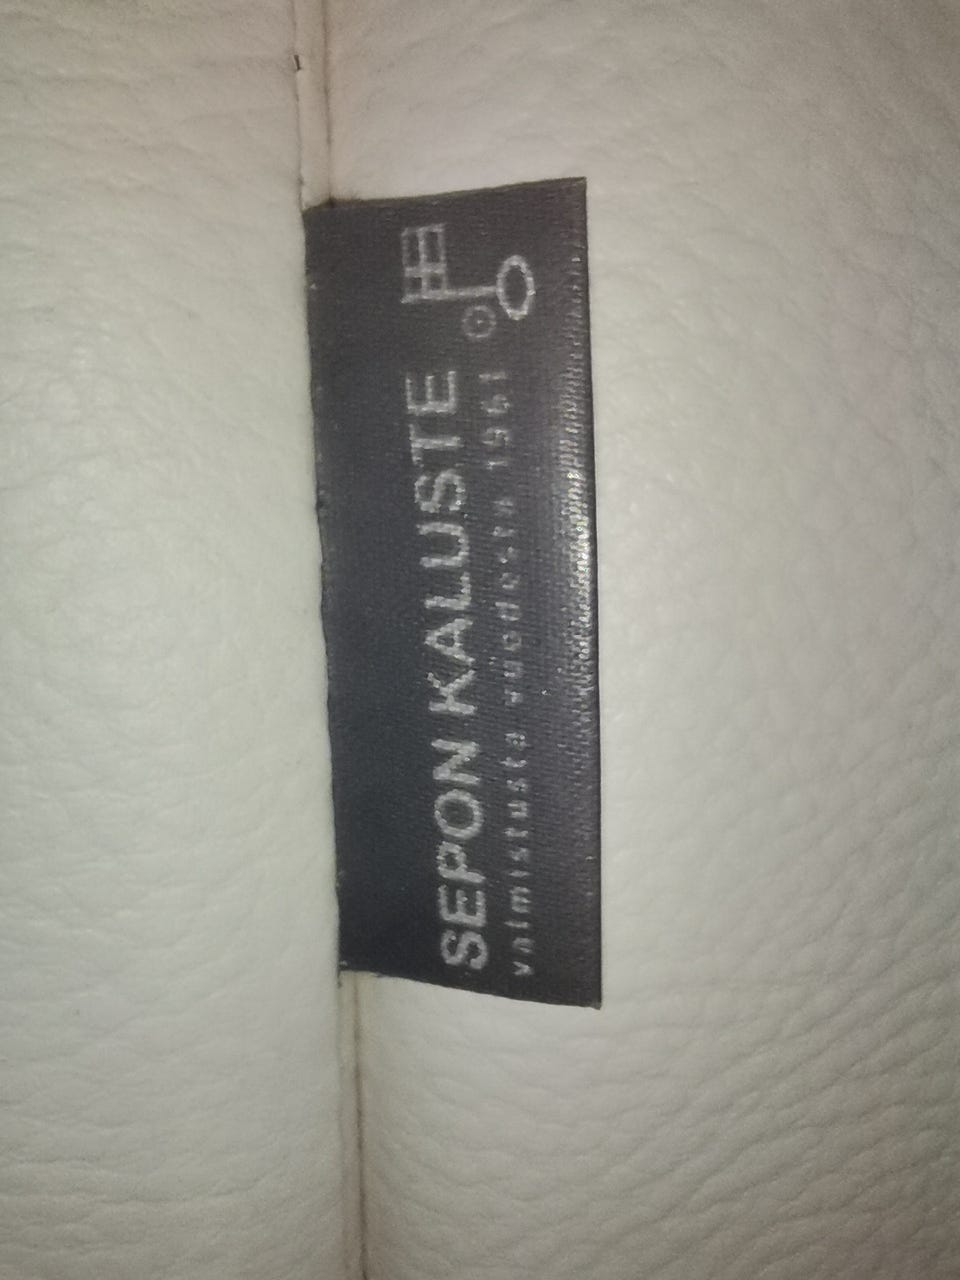 SEPON KALUSTE
valmistusta vuodesta 1961